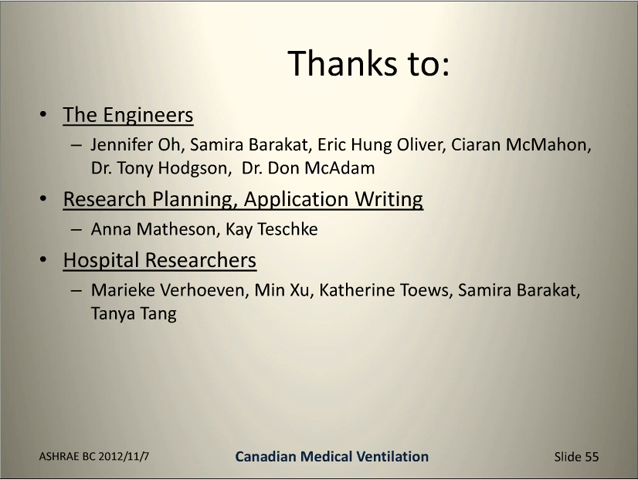 Thanks to:
• The Engineers
– Jennifer Oh, Samira Barakat, Eric Hung Oliver, Ciaran McMahon,
Dr. Tony Hodgson,  Dr. Don McAdam
• Research Planning, Application Writing
– Anna Matheson, Kay Teschke
• Hospital Researchers
– Marieke Verhoeven, Min Xu, Katherine Toews, Samira Barakat,
Tanya Tang
ASHRAE BC 2012/11/7 Canadian Medical Ventilation Slide 55